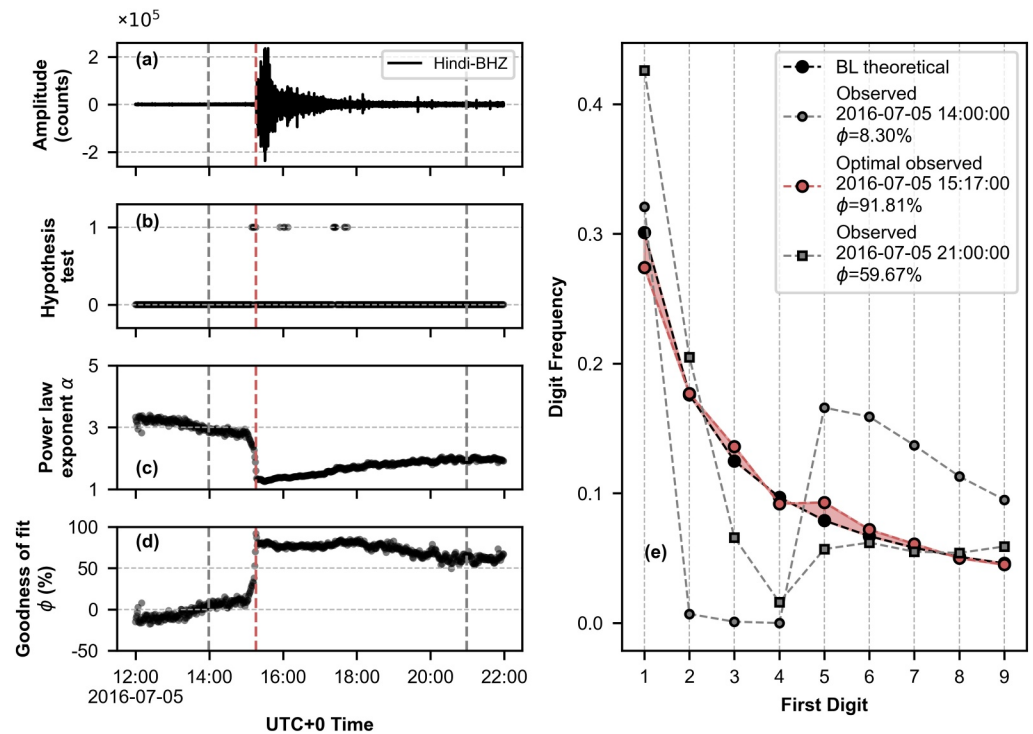 ×10⁵
2
0
-2
Amplitude
(counts)
(a)
Hindi-BHZ
1
0
Hypothesis
test
(b)
5
3
1
Power law
exponent α
(c)
100
50
0
-50
Goodness of fit
ϕ (%)
(d)
12:00
14:00
16:00
18:00
20:00
22:00
2016-07-05
UTC+0 Time
0.4
0.3
0.2
0.1
0.0
Digit Frequency
BL theoretical
Observed
2016-07-05 14:00:00
ϕ=8.30%
Optimal observed
2016-07-05 15:17:00
ϕ=91.81%
Observed
2016-07-05 21:00:00
ϕ=59.67%
(e)
1 2 3 4 5 6 7 8 9
First Digit